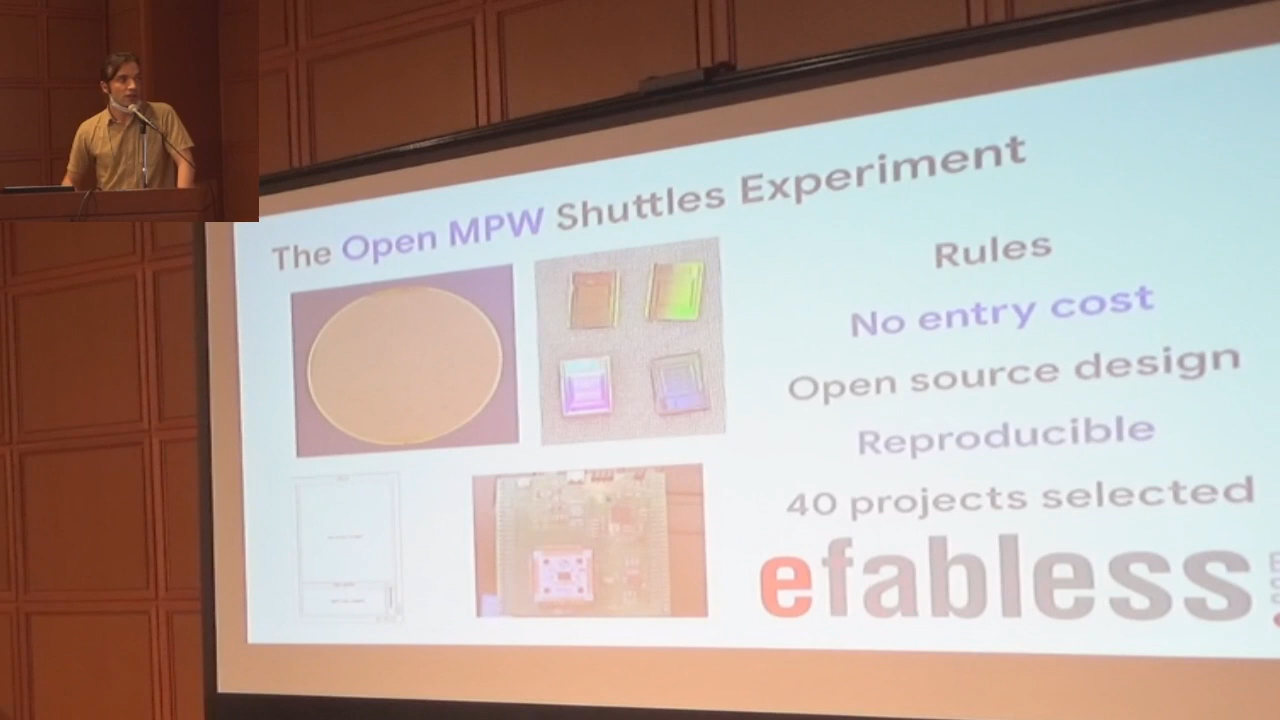 The Open MPW Shuttles Experiment
Rules
No entry cost
Open source design
Reproducible
40 projects selected
efabless